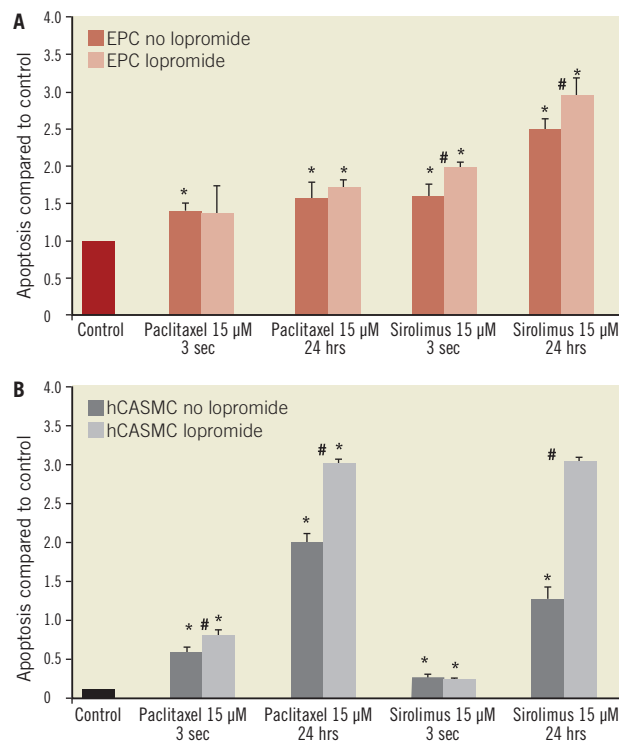 A
EPC no lopromide
EPC lopromide
Apoptosis compared to control
4.0
3.5
3.0
2.5
2.0
1.5
1.0
0.5
0
*
*
*
*
#
*
*
#
*
Control
Paclitaxel 15 µM
3 sec
Paclitaxel 15 µM
24 hrs
Sirolimus 15 µM
3 sec
Sirolimus 15 µM
24 hrs
B
hCASMC no lopromide
hCASMC lopromide
Apoptosis compared to control
4.0
3.5
3.0
2.5
2.0
1.5
1.0
0.5
0
*
#
*
*
#
*
*
*
*
#
Control
Paclitaxel 15 µM
3 sec
Paclitaxel 15 µM
24 hrs
Sirolimus 15 µM
3 sec
Sirolimus 15 µM
24 hrs